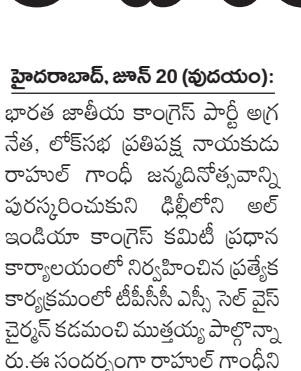 హైదరాబాద్, జూన్ 20 (వుదయం):
భారత జాతీయ కాంగ్రెస్ పార్టీ అగ్ర
నేత, లోక్‌సభ ప్రతిపక్ష నాయకుడు
రాహుల్ గాంధీ జన్మదినోత్సవాన్ని
పురస్కరించుకుని ఢిల్లీలోని అల్
ఇండియా కాంగ్రెస్ కమిటీ ప్రధాన
కార్యాలయంలో నిర్వహించిన ప్రత్యేక
కార్యక్రమంలో టీపీసీసీ ఎస్సీ సెల్ వైస్
చైర్మన్ కడమంచి ముత్తయ్య పాల్గొన్నా
రు.ఈ సందర్భంగా రాహుల్ గాంధీని